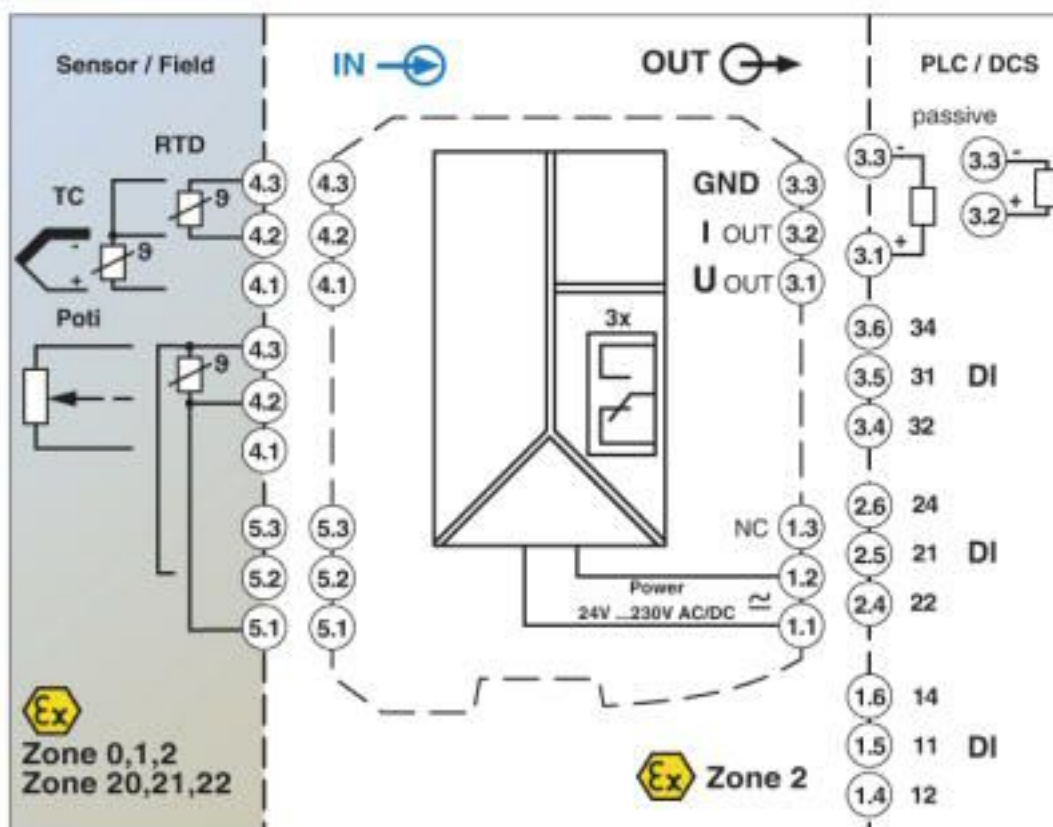 Sensor / Field
IN
OUT
PLC / DCS
passive
RTD
TC
ϑ
ϑ
-
+
4.3
4.2
4.1
4.3
4.2
4.1
GND 3.3
I OUT 3.2
U OUT 3.1
3.3 -
3.1 +
3.3 -
3.2 +
Poti
ϑ
4.3
4.2
4.1
3x
3.6 34
3.5 31 DI
3.4 32
5.3
5.2
5.1
5.3
5.2
5.1
NC 1.3
1.2
Power
24V ...230V AC/DC
1.1
2.6 24
2.5 21 DI
2.4 22
Ex
Zone 0,1,2
Zone 20,21,22
Ex Zone 2
1.6 14
1.5 11 DI
1.4 12